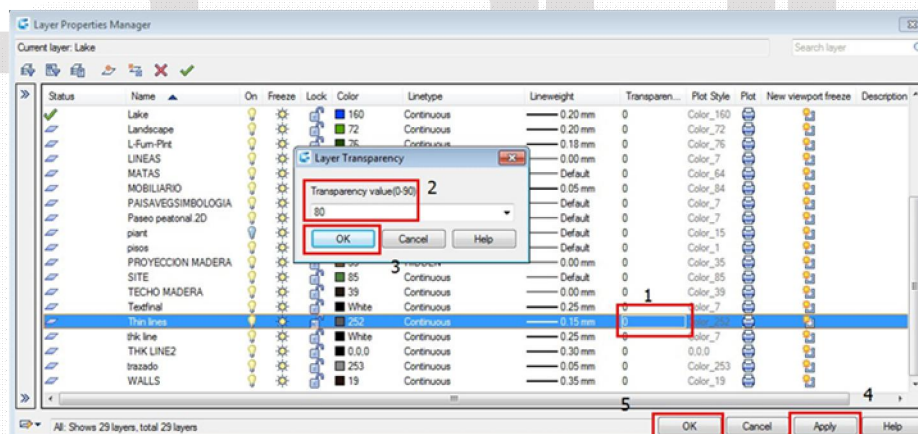 Layer Properties Manager
Current layer: Lake
Search layer
Status Name On Freeze Lock Color Linetype Lineweight Transparen... Plot Style Plot New viewport freeze Description
Lake 160 Continuous 0.20 mm 0 Color_160
Landscape 72 Continuous 0.20 mm 0 Color_72
L-Furn-Plnt 76 Continuous 0.18 mm 0 Color_76
LINEAS 0.00 mm 0 Color_7
MATAS Default 0 Color_64
MOBILIARIO 0.05 mm 0 Color_84
PAISAVEGSIMBOLOGIA Default 0 Color_7
Paseo peatonal.2D Default 0 Color_7
piant Default 0 Color_15
pisos Default 0 Color_1
PROYECCION MADERA HIDDEN 0.00 mm 0 Color_35
SITE 85 Continuous Default 0 Color_85
TECHO MADERA 39 Continuous 0.00 mm 0 Color_39
Textfinal White Continuous 0.25 mm 0 Color_7
Thin lines 252 Continuous 0.15 mm 0 Color_252
thk line White Continuous 0.25 mm 0 Color_7
THK LINE2 0,0,0 Continuous 0.30 mm 0 0,0,0
trazado 253 Continuous 0.05 mm 0 Color_253
WALLS 19 Continuous 0.35 mm 0 Color_19
Layer Transparency
Transparency value(0-90)
2
80
OK Cancel Help
3
1
4
5
All: Shows 29 layers, total 29 layers
OK Cancel Apply Help